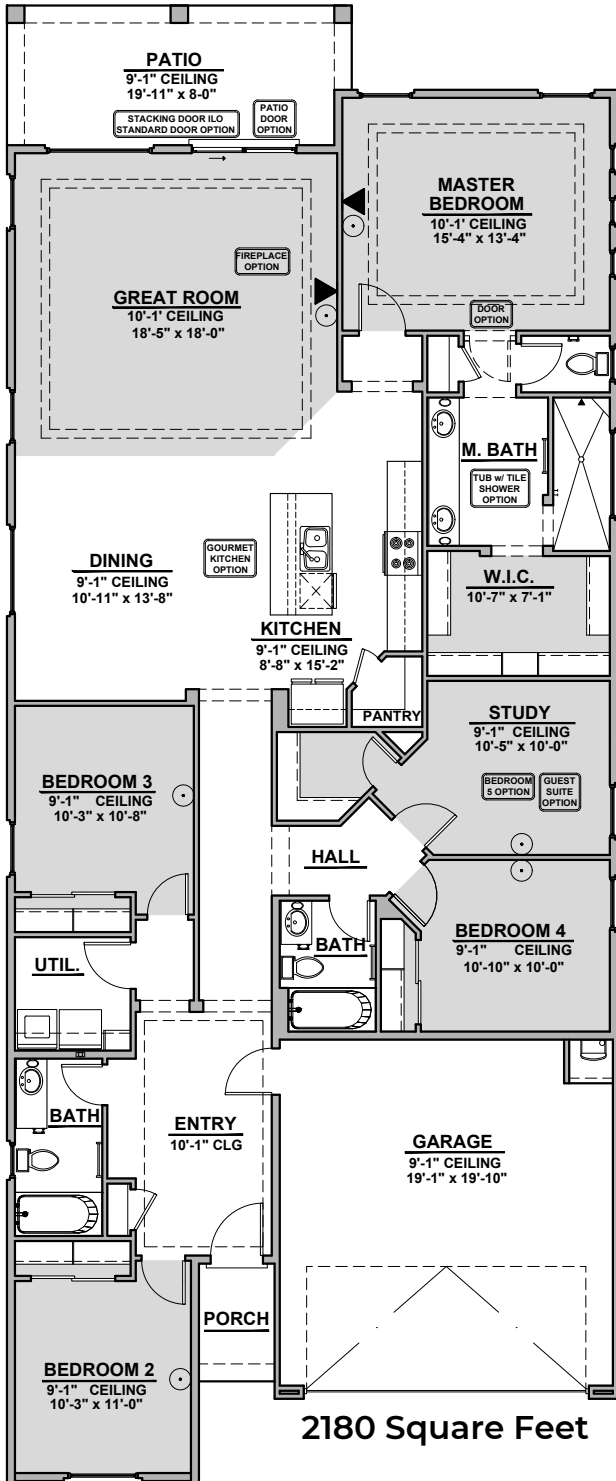 PATIO
9'-1" CEILING
19'-11" x 8-0"
STACKING DOOR ILO
STANDARD DOOR OPTION
PATIO
DOOR
OPTION
MASTER
BEDROOM
10'-1' CEILING
15'-4" x 13'-4"
FIREPLACE
OPTION
GREAT ROOM
10'-1' CEILING
18'-5" x 18'-0"
DOOR
OPTION
M. BATH
TUB w/ TILE
SHOWER
OPTION
GOURMET
KITCHEN
OPTION
DINING
9'-1" CEILING
10'-11" x 13'-8"
W.I.C.
10'-7" x 7'-1"
KITCHEN
9'-1" CEILING
8'-8" x 15'-2"
PANTRY
STUDY
9'-1" CEILING
10'-5" x 10'-0"
BEDROOM
5 OPTION
GUEST
SUITE
OPTION
BEDROOM 3
9'-1" CEILING
10'-3" x 10'-8"
HALL
BATH
BEDROOM 4
9'-1" CEILING
10'-10" x 10'-0"
UTIL.
BATH
ENTRY
10'-1" CLG
GARAGE
9'-1" CEILING
19'-1" x 19'-10"
PORCH
BEDROOM 2
9'-1" CEILING
10'-3" x 11'-0"
2180 Square Feet